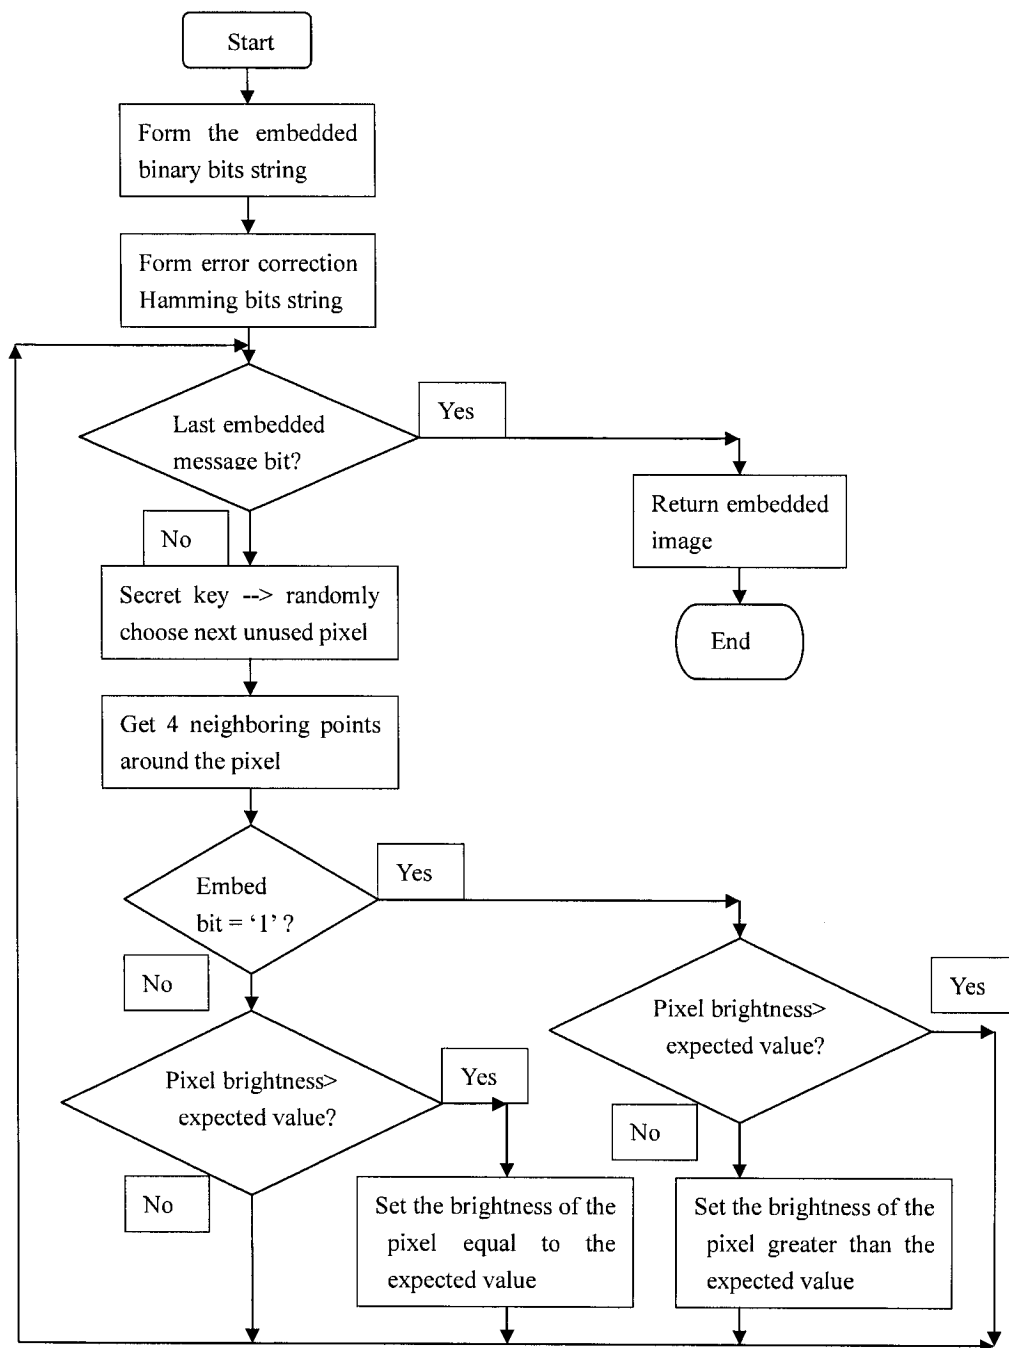 Start
Form the embedded
binary bits string
Form error correction
Hamming bits string
Last embedded
message bit?
Yes
Return embedded
image
End
No
Secret key --> randomly
choose next unused pixel
Get 4 neighboring points
around the pixel
Embed
bit = ‘1’ ?
Yes
No
Pixel brightness>
expected value?
Yes
No
Pixel brightness>
expected value?
Yes
No
Set the brightness of the
pixel equal to the
expected value
Set the brightness of the
pixel greater than the
expected value